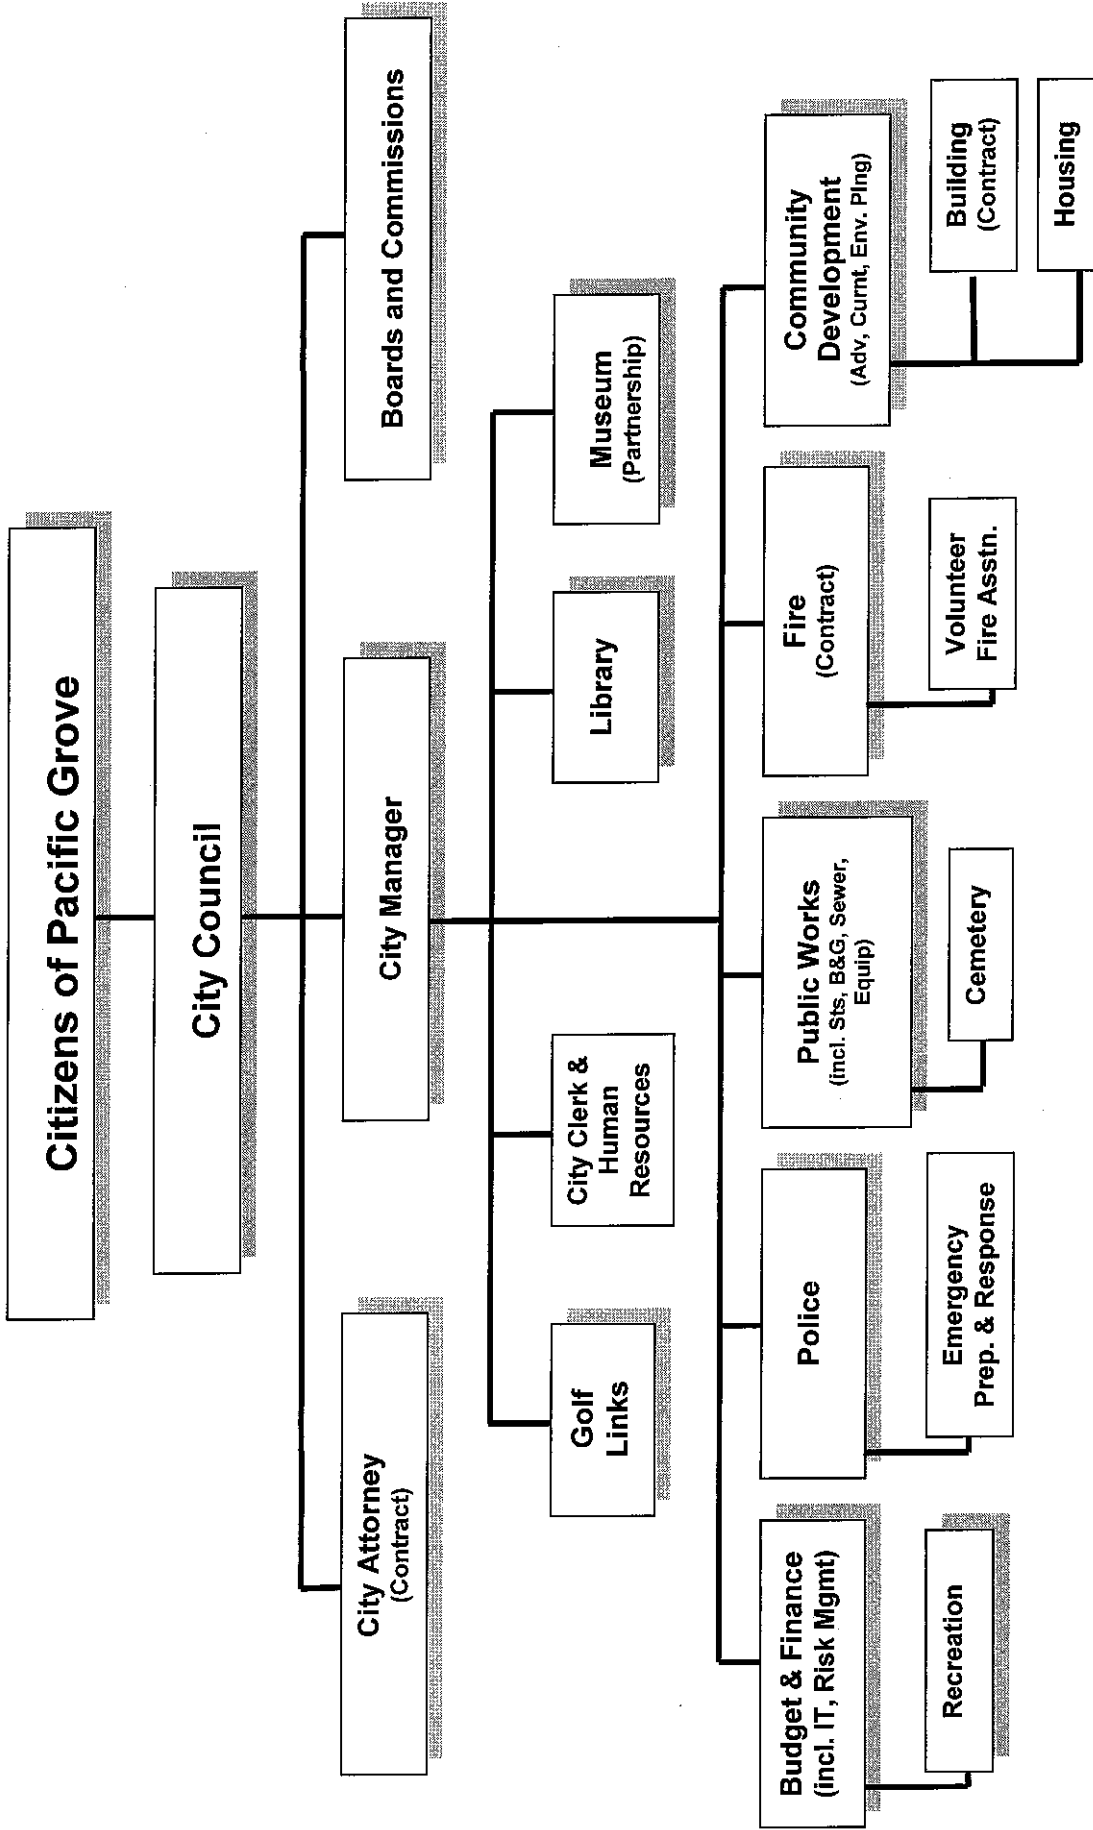 Citizens of Pacific Grove
City Council
City Attorney
(Contract)
City Manager
Boards and Commissions
Golf
Links
City Clerk &
Human
Resources
Library
Museum
(Partnership)
Budget & Finance
(incl. IT, Risk Mgmt)
Police
Public Works
(incl. Sts, B&G, Sewer,
Equip)
Fire
(Contract)
Community
Development
(Adv, Curnt, Env. Plng)
Recreation
Emergency
Prep. & Response
Cemetery
Volunteer
Fire Asstn.
Building
(Contract)
Housing